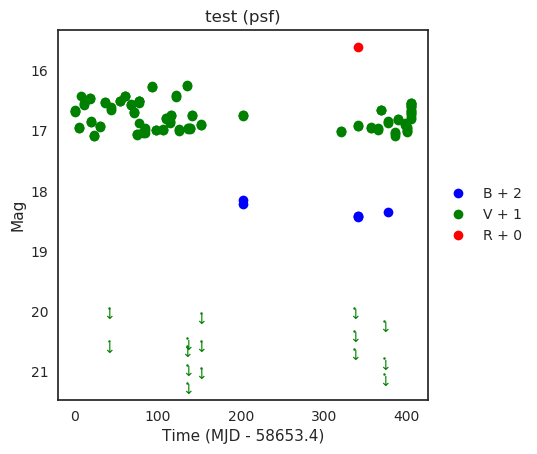 test (psf)
16
17
18
19
20
21
Mag
0
100
200
300
400
Time (MJD - 58653.4)
B + 2
V + 1
R + 0